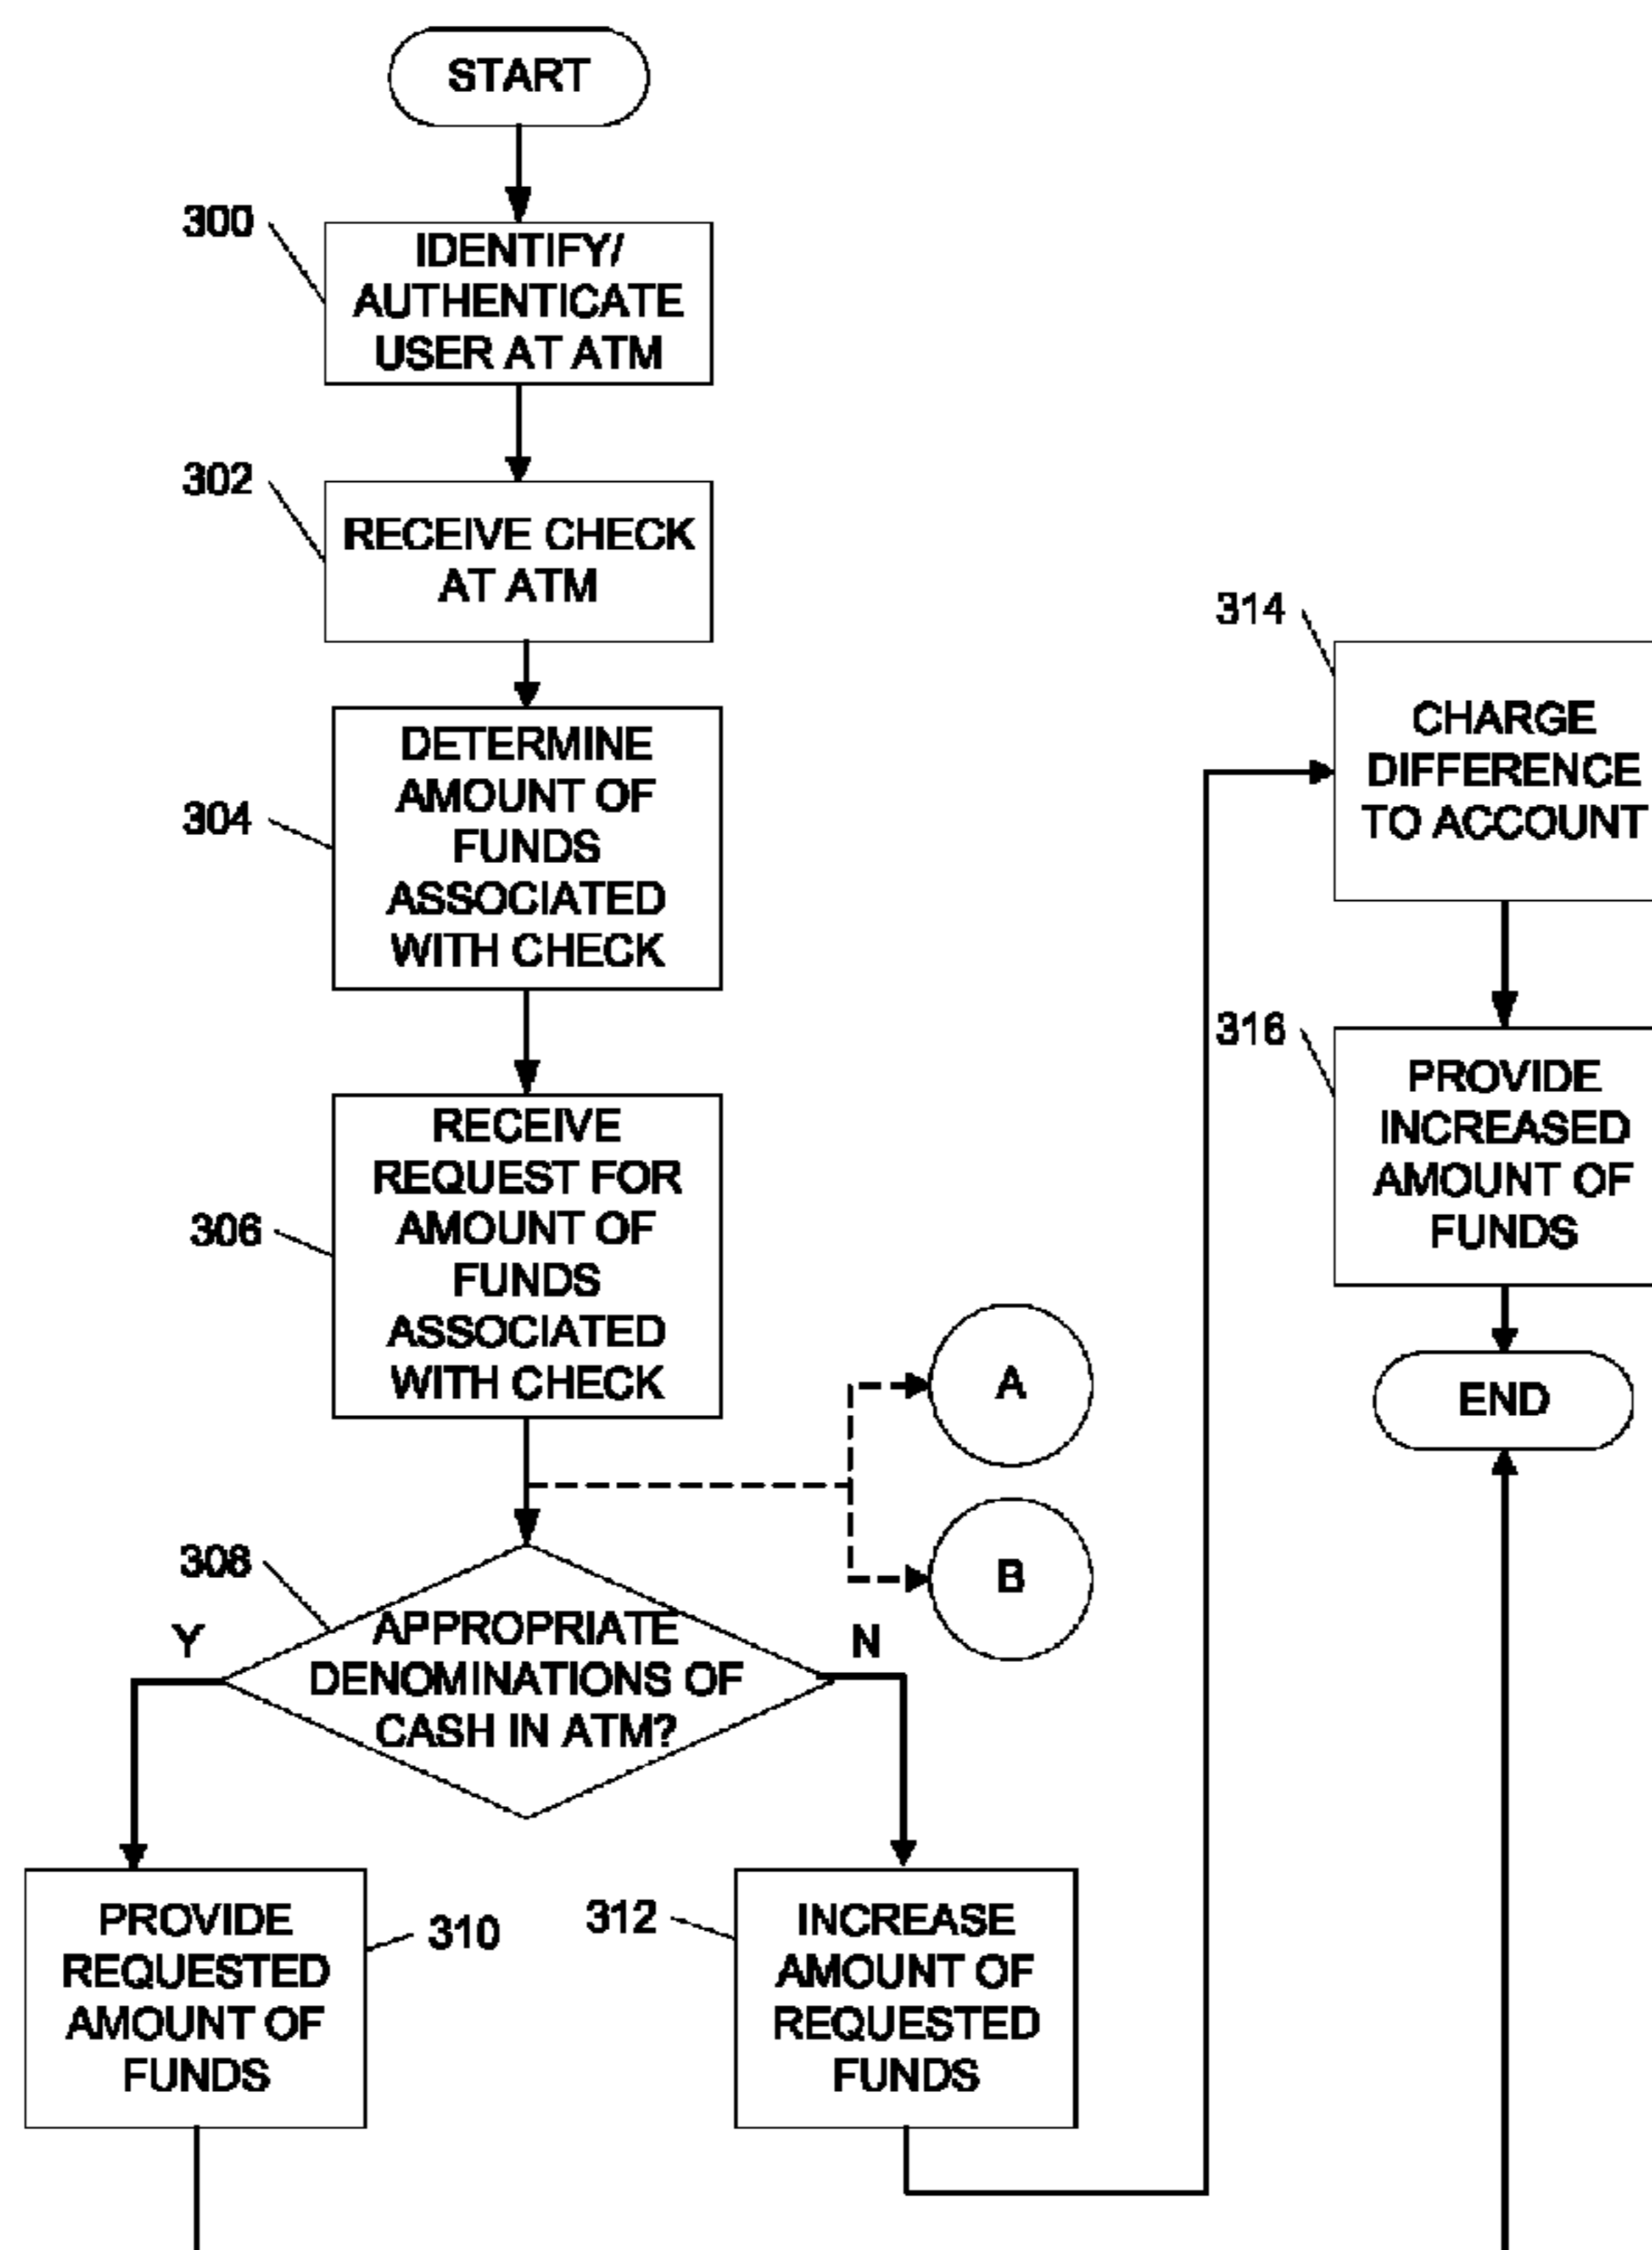 START
300
IDENTIFY/
AUTHENTICATE
USER AT ATM
302
RECEIVE CHECK
AT ATM
304
DETERMINE
AMOUNT OF
FUNDS
ASSOCIATED
WITH CHECK
306
RECEIVE
REQUEST FOR
AMOUNT OF
FUNDS
ASSOCIATED
WITH CHECK
A
B
308
Y
APPROPRIATE
DENOMINATIONS OF
CASH IN ATM?
N
PROVIDE
REQUESTED
AMOUNT OF
FUNDS
310
312
INCREASE
AMOUNT OF
REQUESTED
FUNDS
314
CHARGE
DIFFERENCE
TO ACCOUNT
316
PROVIDE
INCREASED
AMOUNT OF
FUNDS
END